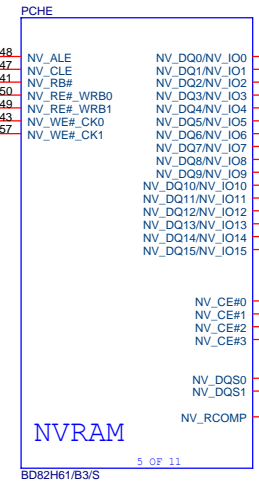 PCHE
48 NV_ALE NV_DQ0/NV_IO0
47 NV_CLE NV_DQ1/NV_IO1
41 NV_RB# NV_DQ2/NV_IO2
50 NV_RE#_WRB0 NV_DQ3/NV_IO3
49 NV_RE#_WRB1 NV_DQ4/NV_IO4
43 NV_WE#_CK0 NV_DQ5/NV_IO5
57 NV_WE#_CK1 NV_DQ6/NV_IO6
NV_DQ7/NV_IO7
NV_DQ8/NV_IO8
NV_DQ9/NV_IO9
NV_DQ10/NV_IO10
NV_DQ11/NV_IO11
NV_DQ12/NV_IO12
NV_DQ13/NV_IO13
NV_DQ14/NV_IO14
NV_DQ15/NV_IO15
NV_CE#0
NV_CE#1
NV_CE#2
NV_CE#3
NV_DQS0
NV_DQS1
NV_RCOMP
NVRAM
5 OF 11
BD82H61/B3/S